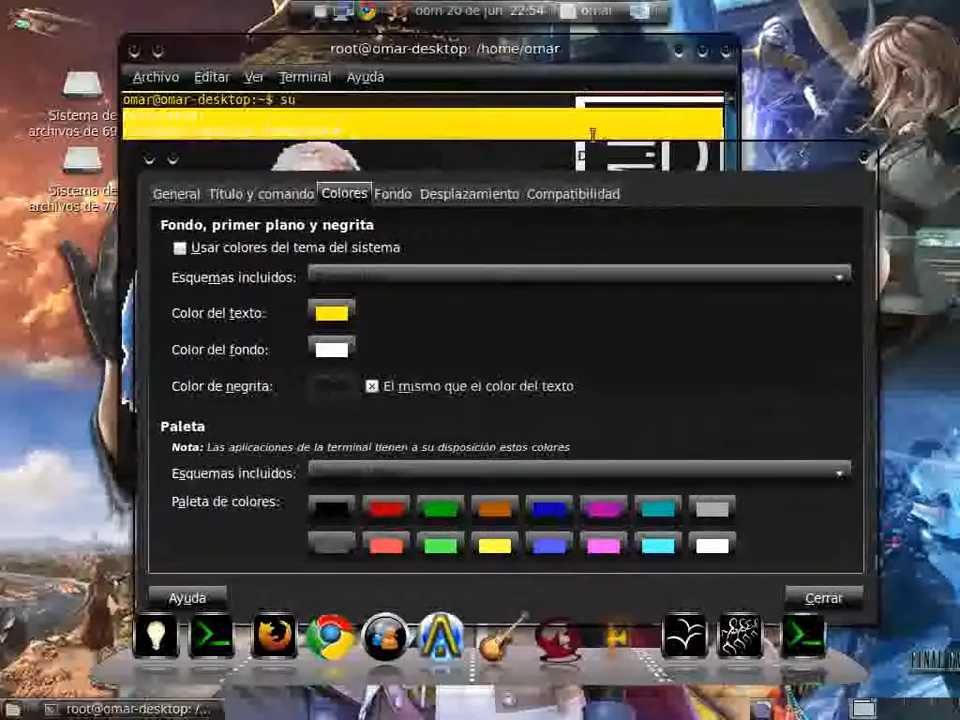 dom 20 de jun, 22:54 omar
root@omar-desktop: /home/omar
Archivo Editar Ver Terminal Ayuda
omar@omar-desktop:~$ su
Sistema de
archivos de 69
Sistema de
archivos de 77
General Título y comando Colores Fondo Desplazamiento Compatibilidad
Fondo, primer plano y negrita
Usar colores del tema del sistema
Esquemas incluidos:
Color del texto:
Color del fondo:
Color de negrita:
El mismo que el color del texto
Paleta
Nota: Las aplicaciones de la terminal tienen a su disposición estos colores
Esquemas incluidos:
Paleta de colores:
Ayuda Cerrar
root@omar-desktop: /...